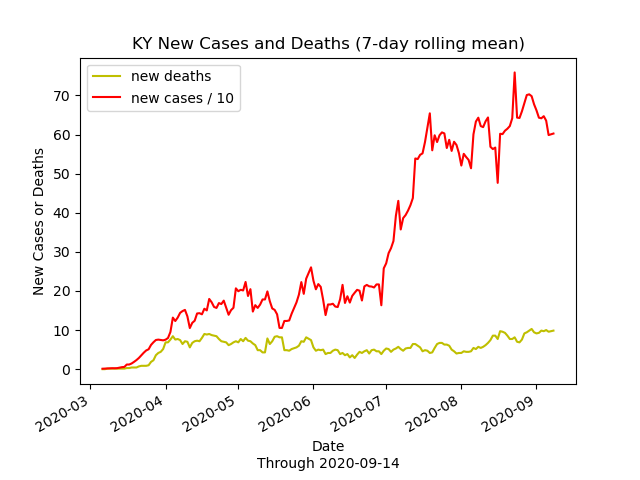 KY New Cases and Deaths (7-day rolling mean)
new deaths
new cases / 10
70
60
50
40
30
20
10
0
New Cases or Deaths
2020-03
2020-04
2020-05
2020-06
2020-07
2020-08
2020-09
Date
Through 2020-09-14